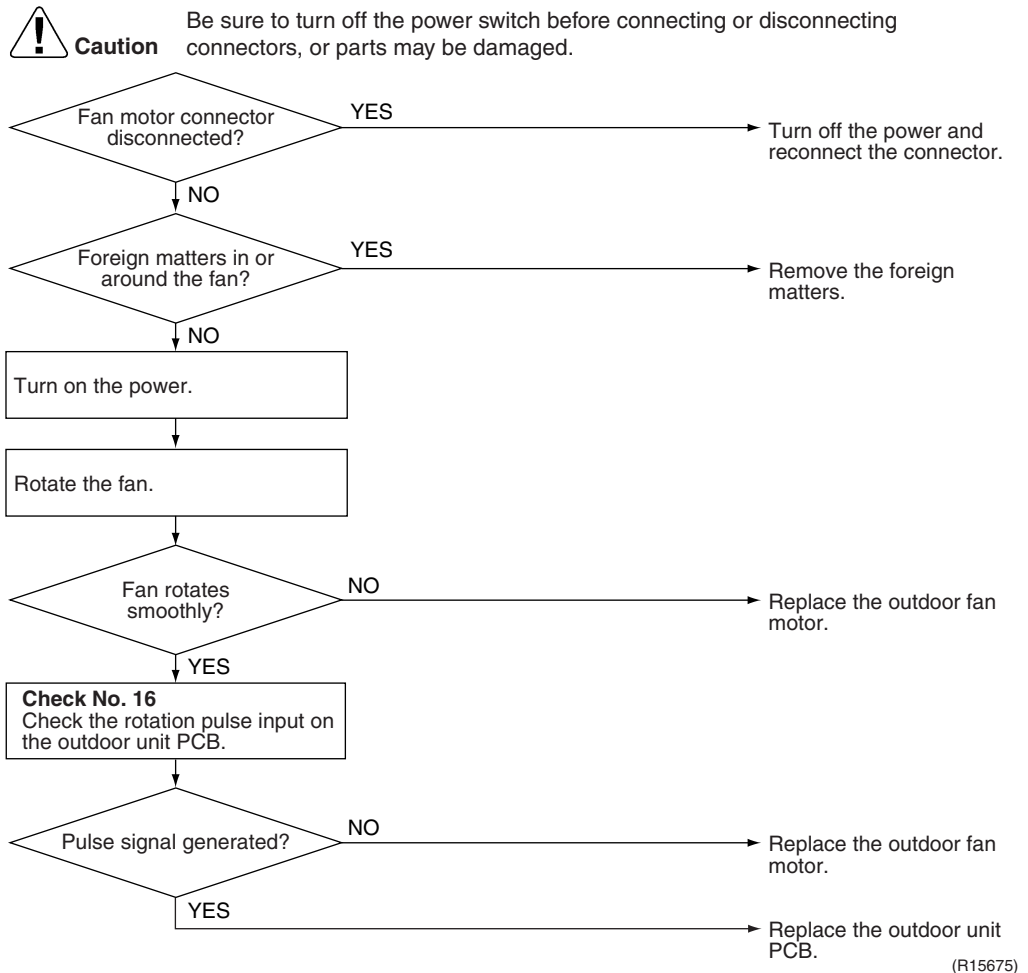 Caution
Be sure to turn off the power switch before connecting or disconnecting
connectors, or parts may be damaged.
Fan motor connector
disconnected?
YES
Turn off the power and
reconnect the connector.
NO
Foreign matters in or
around the fan?
YES
Remove the foreign
matters.
NO
Turn on the power.
Rotate the fan.
Fan rotates
smoothly?
NO
Replace the outdoor fan
motor.
YES
Check No. 16
Check the rotation pulse input on
the outdoor unit PCB.
Pulse signal generated?
NO
Replace the outdoor fan
motor.
YES
Replace the outdoor unit
PCB.
(R15675)